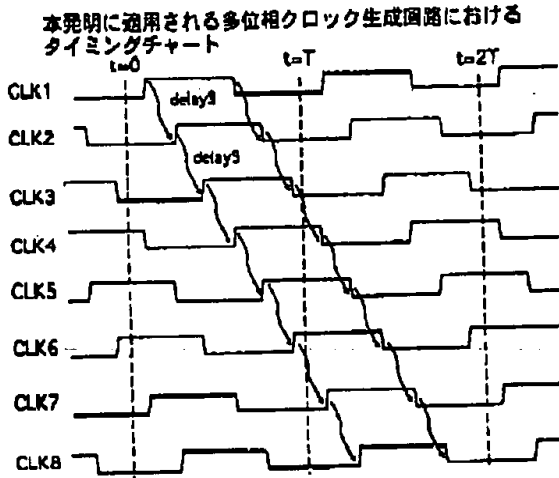 本発明に適用される多位相クロック生成回路における
タイミングチャート
t=0 t=T t=2T
CLK1 delay9
CLK2
delay9
CLK3
CLK4
CLK5
CLK6
CLK7
CLK8